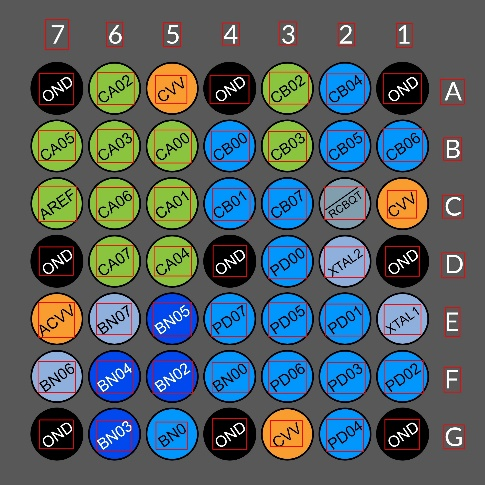 7 6 5 4 3 2 1
OND CA02 CVV OND CB02 CB04 OND A
CA05 CA03 CA00 CB00 CB03 CB05 CB06 B
AREF CA06 CA01 CB01 CB07 RCBQT CVV C
OND CA07 CA04 OND PD00 XTAL2 OND D
ACVV BN07 BN05 PD07 PD05 PD01 XTAL1 E
BN06 BN04 BN02 BN00 PD06 PD03 PD02 F
OND BN03 BN0 OND CVV PD04 OND G